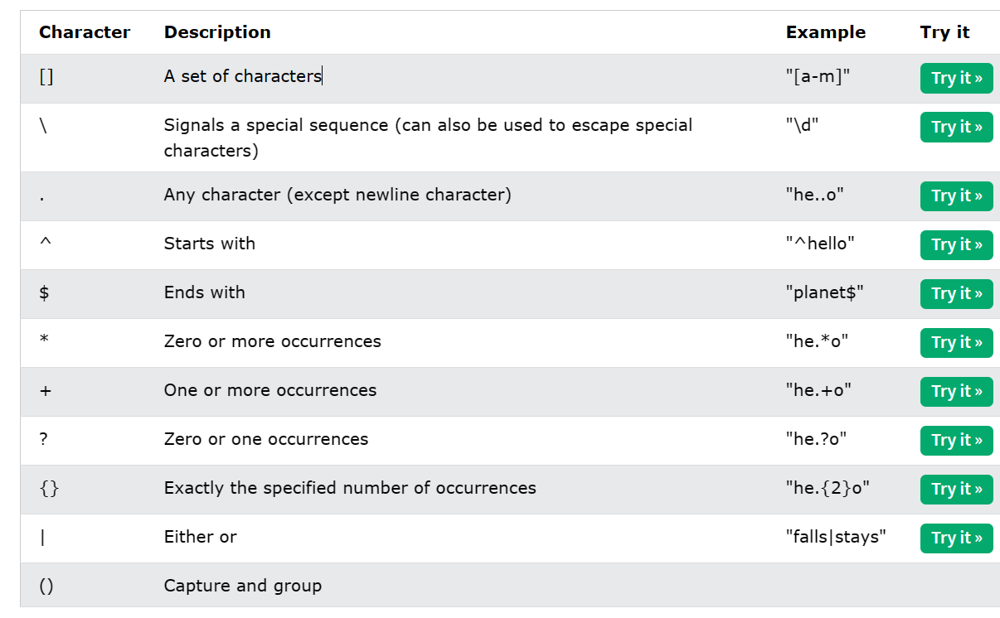 Character Description Example Try it
[] A set of characters "[a-m]" Try it »
\ Signals a special sequence (can also be used to escape special "\d" Try it »
characters)
. Any character (except newline character) "he..o" Try it »
^ Starts with "^hello" Try it »
$ Ends with "planet$" Try it »
* Zero or more occurrences "he.*o" Try it »
+ One or more occurrences "he.+o" Try it »
? Zero or one occurrences "he.?o" Try it »
{} Exactly the specified number of occurrences "he.{2}o" Try it »
| Either or "falls|stays" Try it »
() Capture and group